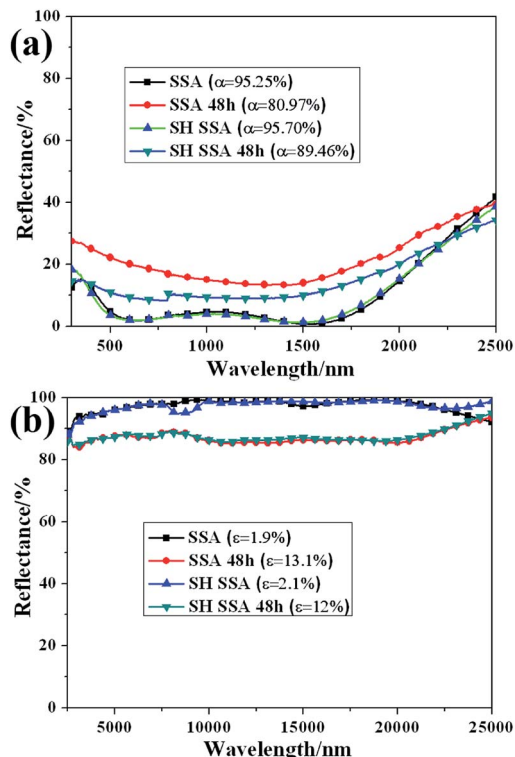 (a)
100
80
60
40
20
0
Reflectance/%
SSA (α=95.25%)
SSA 48h (α=80.97%)
SH SSA (α=95.70%)
SH SSA 48h (α=89.46%)
500 1000 1500 2000 2500
Wavelength/nm
(b)
100
80
60
40
20
0
Reflectance/%
SSA (ε=1.9%)
SSA 48h (ε=13.1%)
SH SSA (ε=2.1%)
SH SSA 48h (ε=12%)
5000 10000 15000 20000 25000
Wavelength/nm